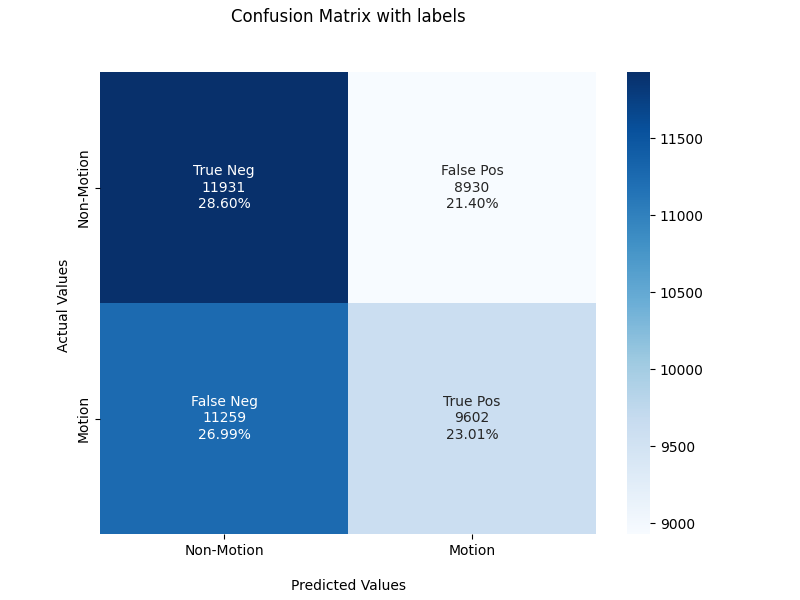 Confusion Matrix with labels
True Neg
11931
28.60%
False Pos
8930
21.40%
False Neg
11259
26.99%
True Pos
9602
23.01%
Non-Motion
Motion
Actual Values
Non-Motion
Motion
Predicted Values
11500
11000
10500
10000
9500
9000